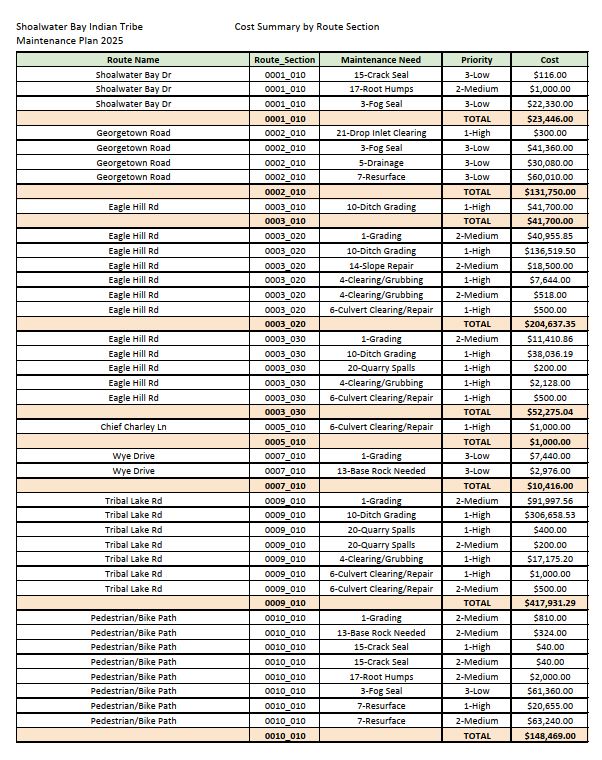 Shoalwater Bay Indian Tribe Cost Summary by Route Section
Maintenance Plan 2025
Route Name Route_Section Maintenance Need Priority Cost
Shoalwater Bay Dr 0001_010 15-Crack Seal 3-Low $116.00
Shoalwater Bay Dr 0001_010 17-Root Humps 2-Medium $1,000.00
Shoalwater Bay Dr 0001_010 3-Fog Seal 3-Low $22,330.00
0001_010 TOTAL $23,446.00
Georgetown Road 0002_010 21-Drop Inlet Clearing 1-High $300.00
Georgetown Road 0002_010 3-Fog Seal 3-Low $41,360.00
Georgetown Road 0002_010 5-Drainage 3-Low $30,080.00
Georgetown Road 0002_010 7-Resurface 3-Low $60,010.00
0002_010 TOTAL $131,750.00
Eagle Hill Rd 0003_010 10-Ditch Grading 1-High $41,700.00
0003_010 TOTAL $41,700.00
Eagle Hill Rd 0003_020 1-Grading 2-Medium $40,955.85
Eagle Hill Rd 0003_020 10-Ditch Grading 1-High $136,519.50
Eagle Hill Rd 0003_020 14-Slope Repair 2-Medium $18,500.00
Eagle Hill Rd 0003_020 4-Clearing/Grubbing 1-High $7,644.00
Eagle Hill Rd 0003_020 4-Clearing/Grubbing 2-Medium $518.00
Eagle Hill Rd 0003_020 6-Culvert Clearing/Repair 1-High $500.00
0003_020 TOTAL $204,637.35
Eagle Hill Rd 0003_030 1-Grading 2-Medium $11,410.86
Eagle Hill Rd 0003_030 10-Ditch Grading 1-High $38,036.19
Eagle Hill Rd 0003_030 20-Quarry Spalls 1-High $200.00
Eagle Hill Rd 0003_030 4-Clearing/Grubbing 1-High $2,128.00
Eagle Hill Rd 0003_030 6-Culvert Clearing/Repair 1-High $500.00
0003_030 TOTAL $52,275.04
Chief Charley Ln 0005_010 6-Culvert Clearing/Repair 1-High $1,000.00
0005_010 TOTAL $1,000.00
Wye Drive 0007_010 1-Grading 3-Low $7,440.00
Wye Drive 0007_010 13-Base Rock Needed 3-Low $2,976.00
0007_010 TOTAL $10,416.00
Tribal Lake Rd 0009_010 1-Grading 2-Medium $91,997.56
Tribal Lake Rd 0009_010 10-Ditch Grading 1-High $306,658.53
Tribal Lake Rd 0009_010 20-Quarry Spalls 1-High $400.00
Tribal Lake Rd 0009_010 20-Quarry Spalls 2-Medium $200.00
Tribal Lake Rd 0009_010 4-Clearing/Grubbing 1-High $17,175.20
Tribal Lake Rd 0009_010 6-Culvert Clearing/Repair 1-High $1,000.00
Tribal Lake Rd 0009_010 6-Culvert Clearing/Repair 2-Medium $500.00
0009_010 TOTAL $417,931.29
Pedestrian/Bike Path 0010_010 1-Grading 2-Medium $810.00
Pedestrian/Bike Path 0010_010 13-Base Rock Needed 2-Medium $324.00
Pedestrian/Bike Path 0010_010 15-Crack Seal 1-High $40.00
Pedestrian/Bike Path 0010_010 15-Crack Seal 2-Medium $40.00
Pedestrian/Bike Path 0010_010 17-Root Humps 2-Medium $2,000.00
Pedestrian/Bike Path 0010_010 3-Fog Seal 3-Low $61,360.00
Pedestrian/Bike Path 0010_010 7-Resurface 1-High $20,655.00
Pedestrian/Bike Path 0010_010 7-Resurface 2-Medium $63,240.00
0010_010 TOTAL $148,469.00